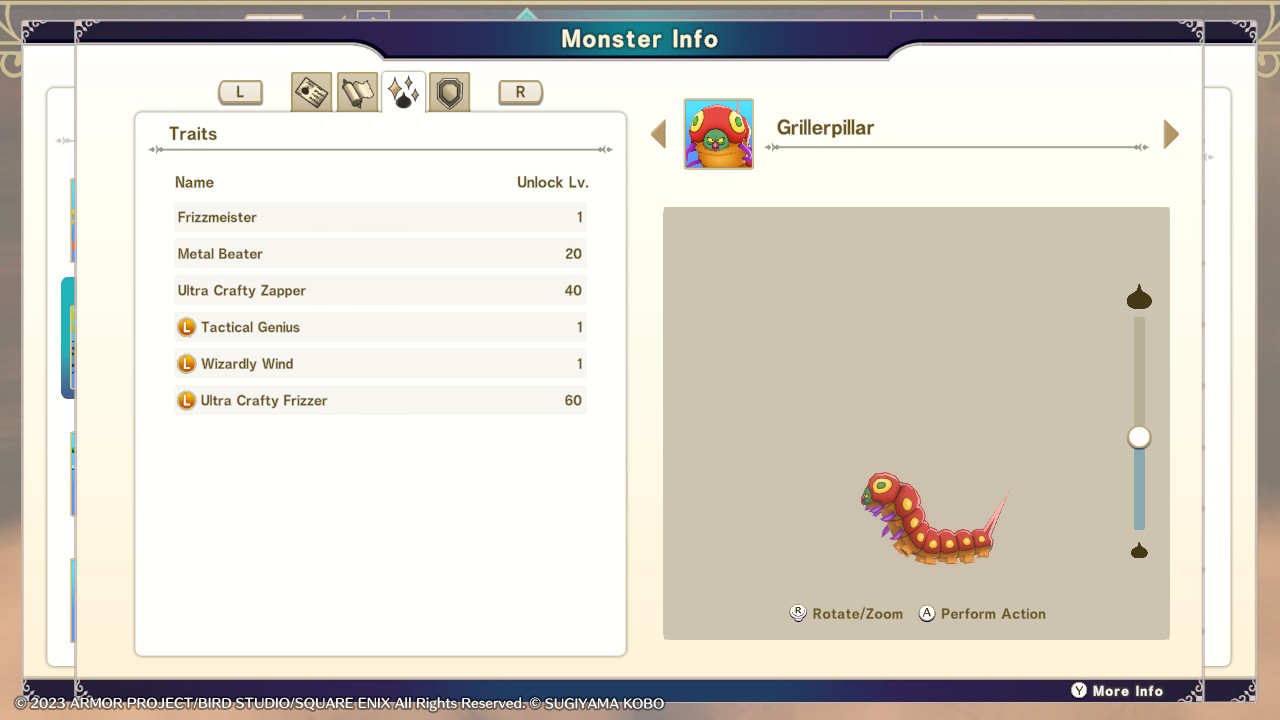 Monster Info
L
R
Traits
Name Unlock Lv.
Frizzmeister 1
Metal Beater 20
Ultra Crafty Zapper 40
L Tactical Genius 1
L Wizardly Wind 1
L Ultra Crafty Frizzer 60
Grillerpillar
R Rotate/Zoom A Perform Action
Y More Info
© 2023 ARMOR PROJECT/BIRD STUDIO/SQUARE ENIX All Rights Reserved. © SUGIYAMA KOBO